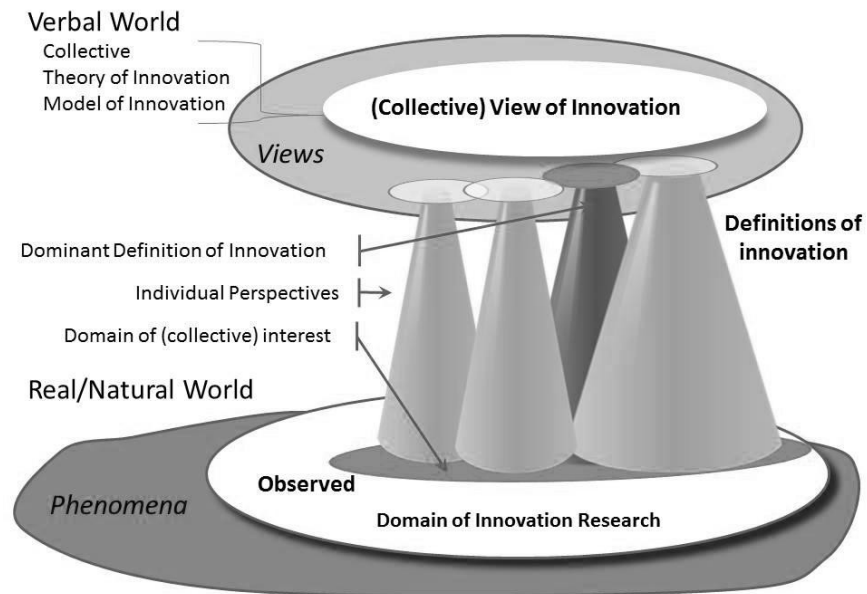 Verbal World
Collective
Theory of Innovation
Model of Innovation
(Collective) View of Innovation
Views
Definitions of
innovation
Dominant Definition of Innovation
Individual Perspectives
Domain of (collective) interest
Real/Natural World
Observed
Phenomena
Domain of Innovation Research